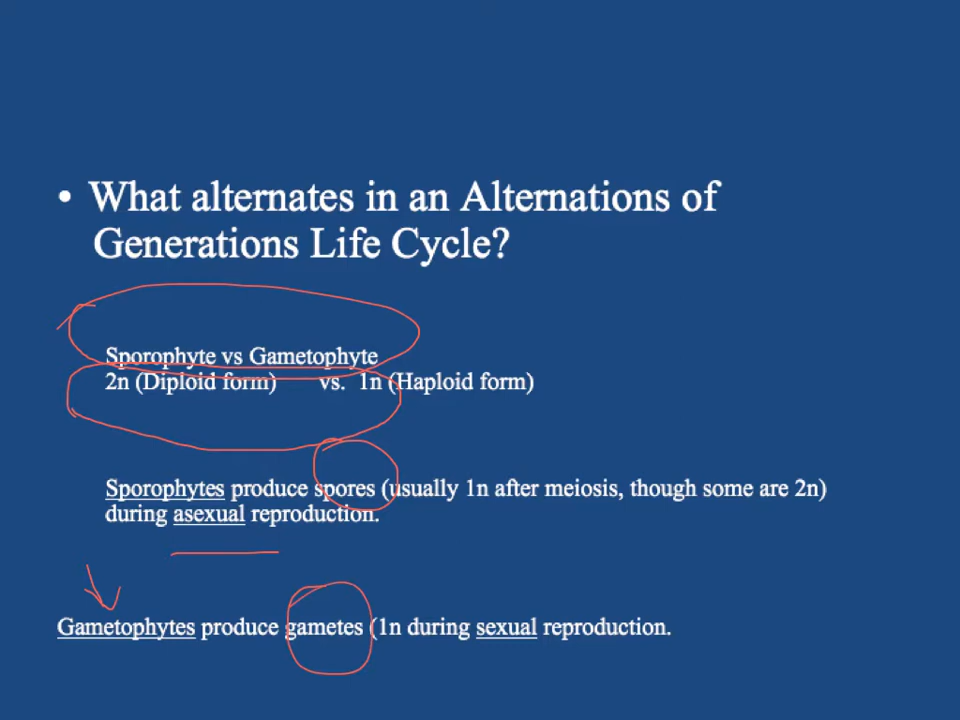 • What alternates in an Alternations of
Generations Life Cycle?
Sporophyte vs Gametophyte
2n (Diploid form) vs. 1n (Haploid form)
Sporophytes produce spores (usually 1n after meiosis, though some are 2n)
during asexual reproduction.
Gametophytes produce gametes (1n during sexual reproduction.